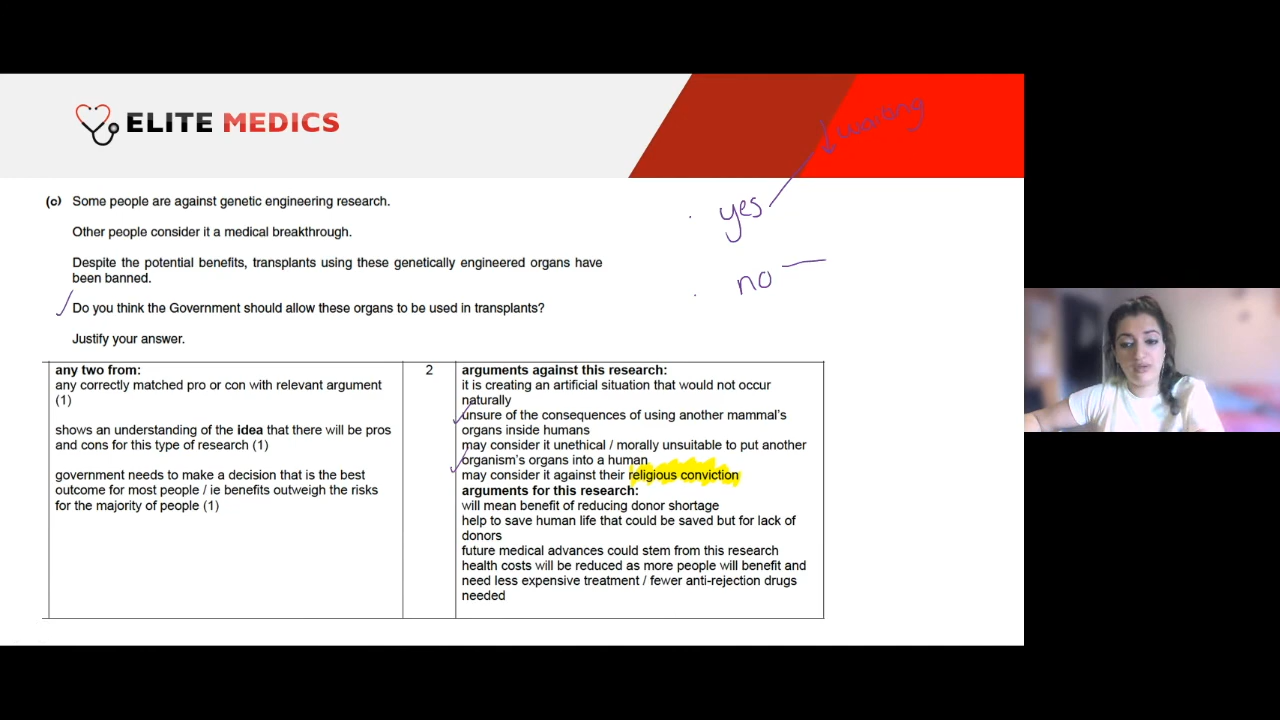 ELITE MEDICS
(c) Some people are against genetic engineering research.
Other people consider it a medical breakthrough.
Despite the potential benefits, transplants using these genetically engineered organs have
been banned.
Do you think the Government should allow these organs to be used in transplants?
Justify your answer.
yes
no
any two from:
any correctly matched pro or con with relevant argument
(1)
shows an understanding of the idea that there will be pros
and cons for this type of research (1)
government needs to make a decision that is the best
outcome for most people / ie benefits outweigh the risks
for the majority of people (1)
2
arguments against this research:
it is creating an artificial situation that would not occur
naturally
unsure of the consequences of using another mammal's
organs inside humans
may consider it unethical / morally unsuitable to put another
organism's organs into a human
may consider it against their religious conviction
arguments for this research:
will mean benefit of reducing donor shortage
help to save human life that could be saved but for lack of
donors
future medical advances could stem from this research
health costs will be reduced as more people will benefit and
need less expensive treatment / fewer anti-rejection drugs
needed